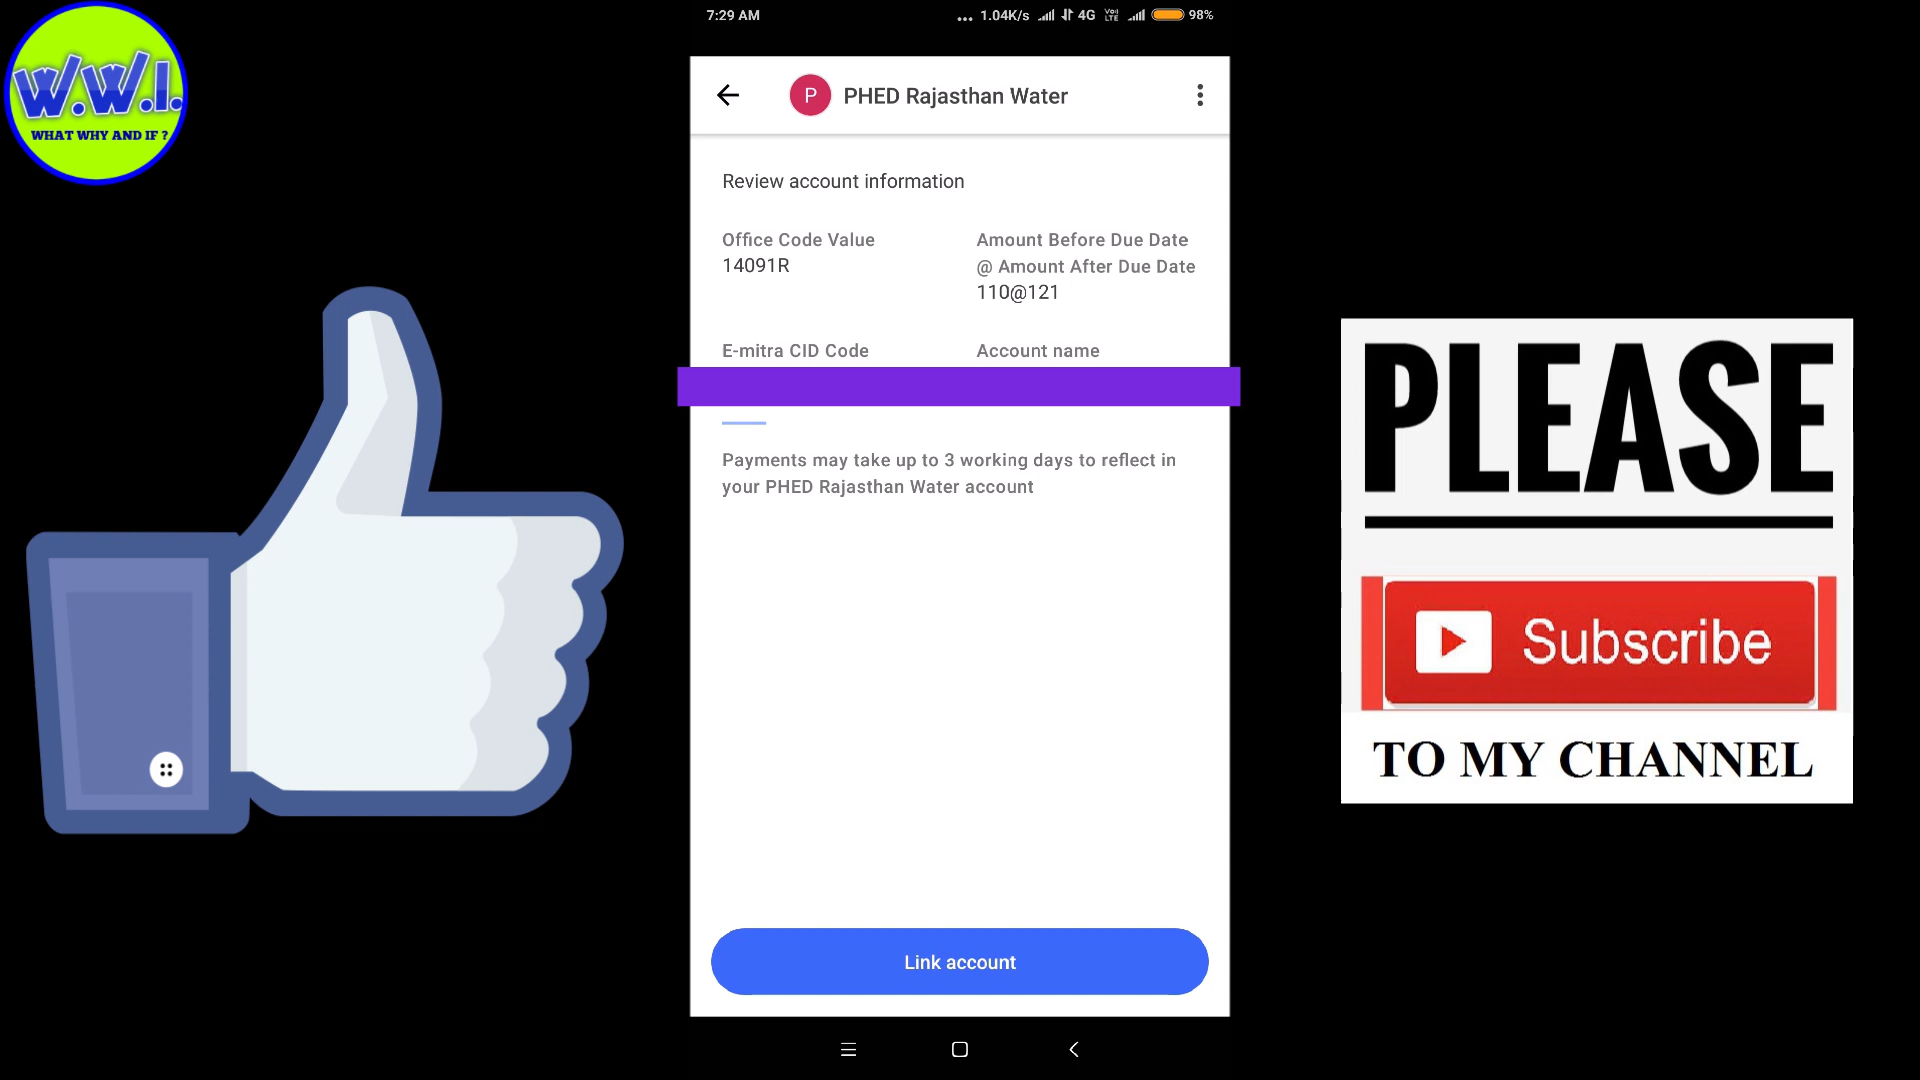 W.W.I.
WHAT WHY AND IF ?
7:29 AM
... 1.04K/s 4G VoLTE 98%
P PHED Rajasthan Water
Review account information
Office Code Value
14091R
Amount Before Due Date
@ Amount After Due Date
110@121
E-mitra CID Code
Account name
Payments may take up to 3 working days to reflect in
your PHED Rajasthan Water account
Link account
PLEASE
Subscribe
TO MY CHANNEL